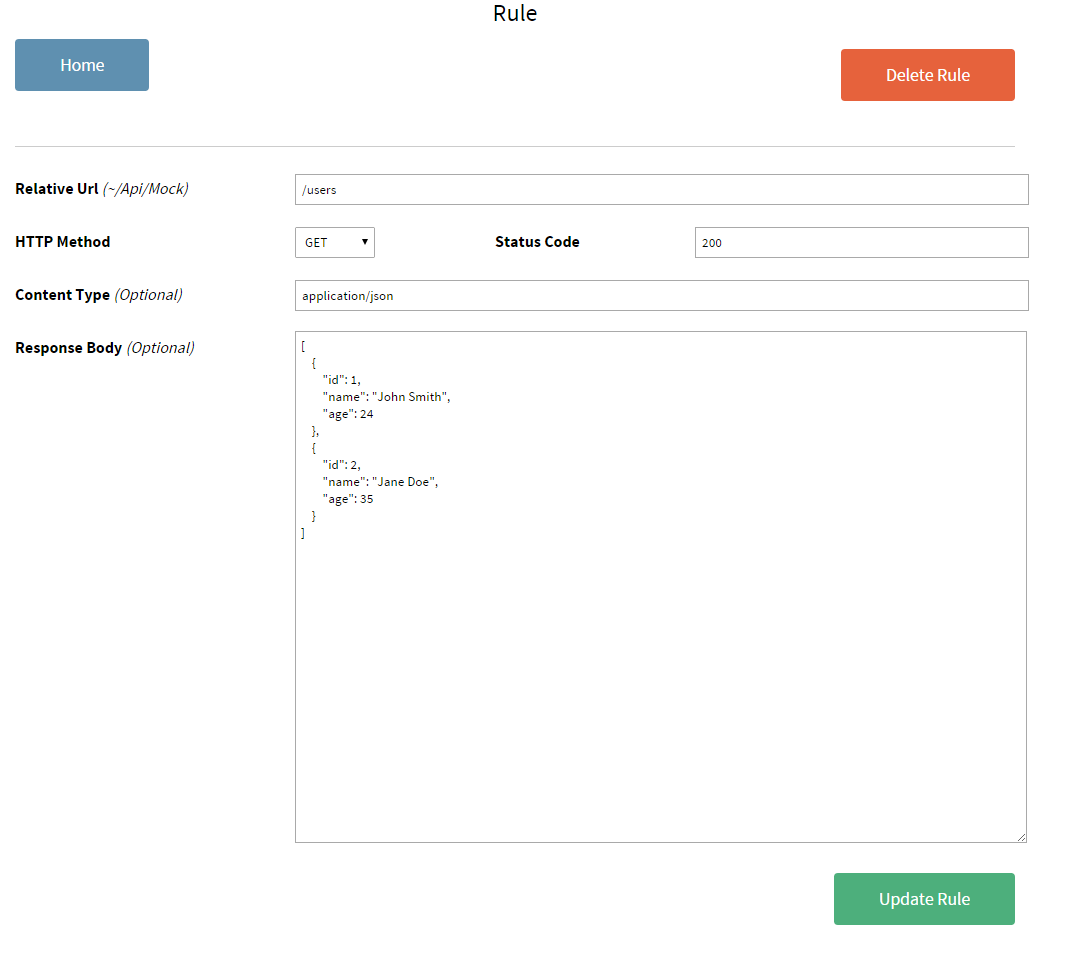 Rule
Home
Delete Rule
Relative Url (~/Api/Mock)
/users
HTTP Method
GET
Status Code
200
Content Type (Optional)
application/json
Response Body (Optional)
[
{
"id": 1,
"name": "John Smith",
"age": 24
},
{
"id": 2,
"name": "Jane Doe",
"age": 35
}
]
Update Rule